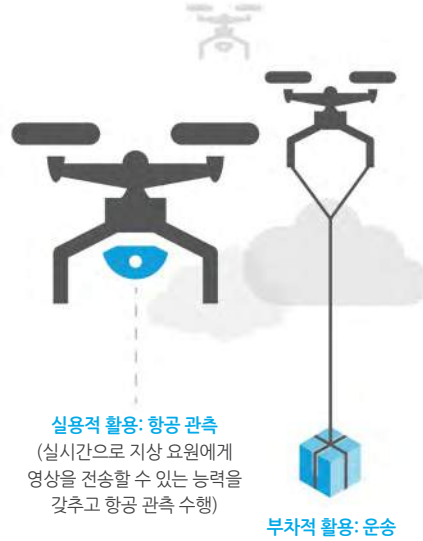 실용적 활용: 항공 관측
(실시간으로 지상 요원에게
영상을 전송할 수 있는 능력을
갖추고 항공 관측 수행)
부차적 활용: 운송